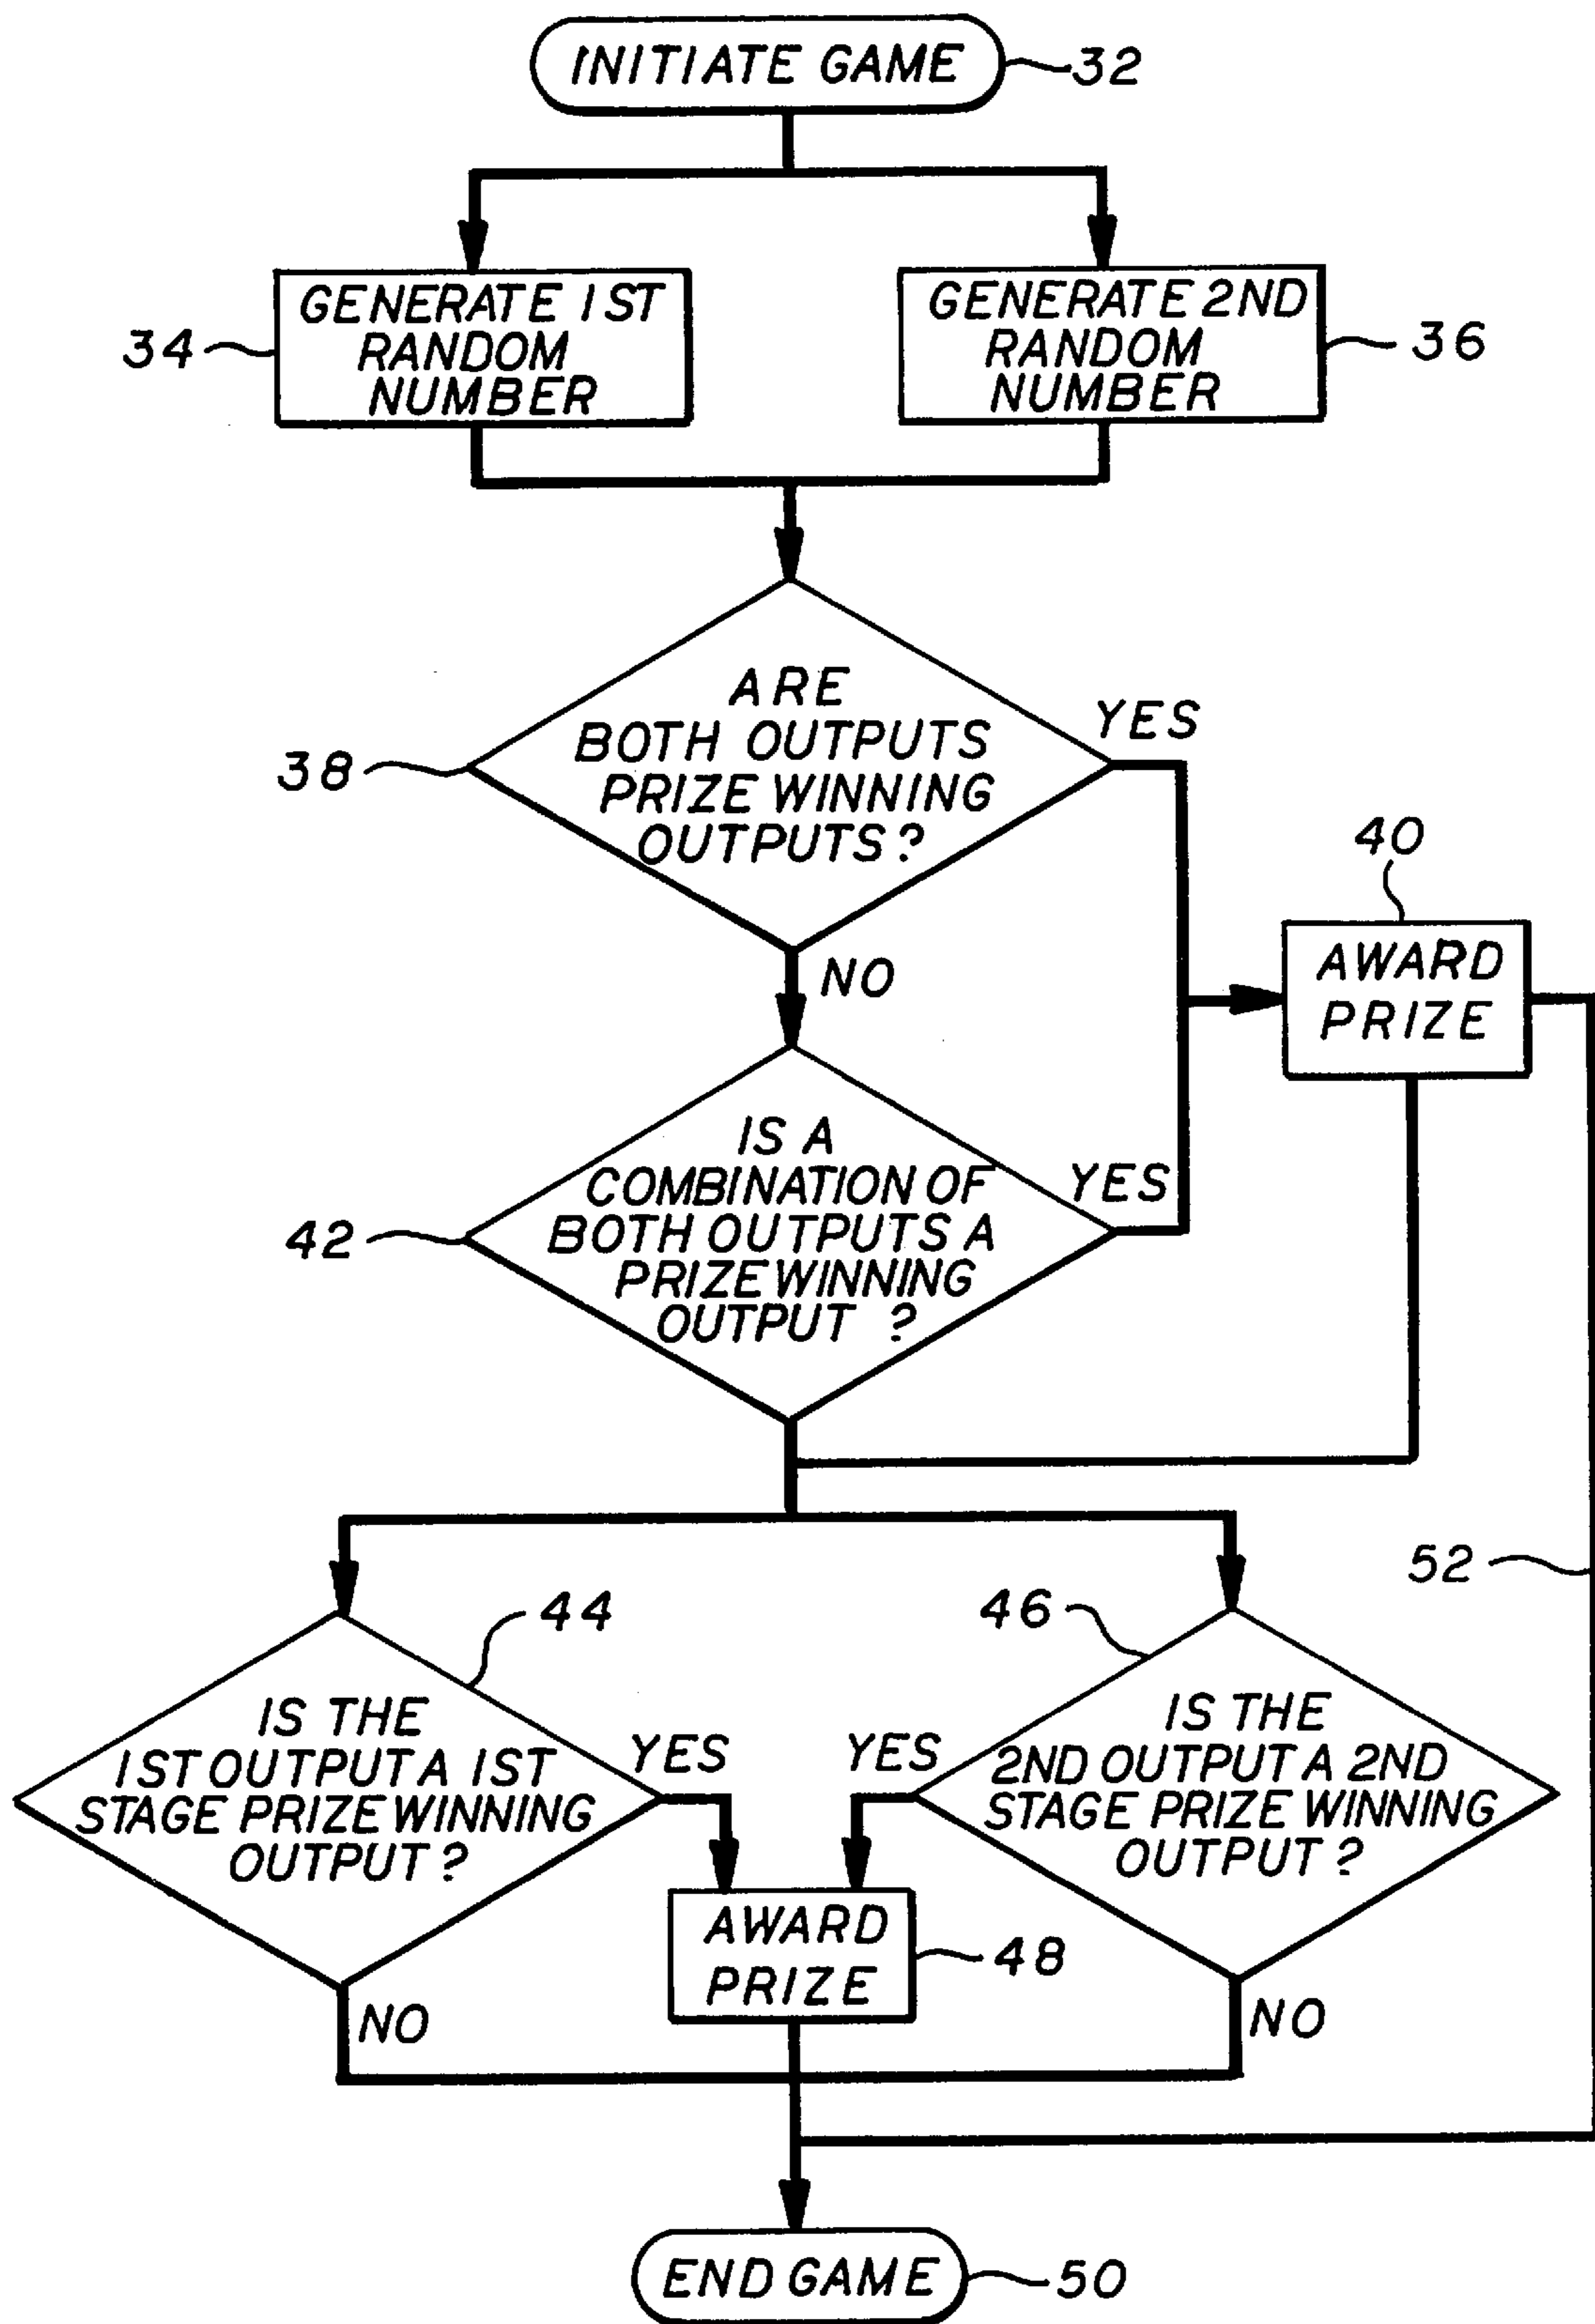 INITIATE GAME
32
GENERATE 1ST
RANDOM
NUMBER
34
GENERATE 2ND
RANDOM
NUMBER
36
ARE
BOTH OUTPUTS
PRIZE WINNING
OUTPUTS?
38
YES
NO
40
AWARD
PRIZE
IS A
COMBINATION OF
BOTH OUTPUTS A
PRIZE WINNING
OUTPUT ?
42
YES
52
44
IS THE
1ST OUTPUT A 1ST
STAGE PRIZE WINNING
OUTPUT?
YES
NO
46
IS THE
2ND OUTPUT A 2ND
STAGE PRIZE WINNING
OUTPUT?
YES
NO
AWARD
PRIZE
48
END GAME
50